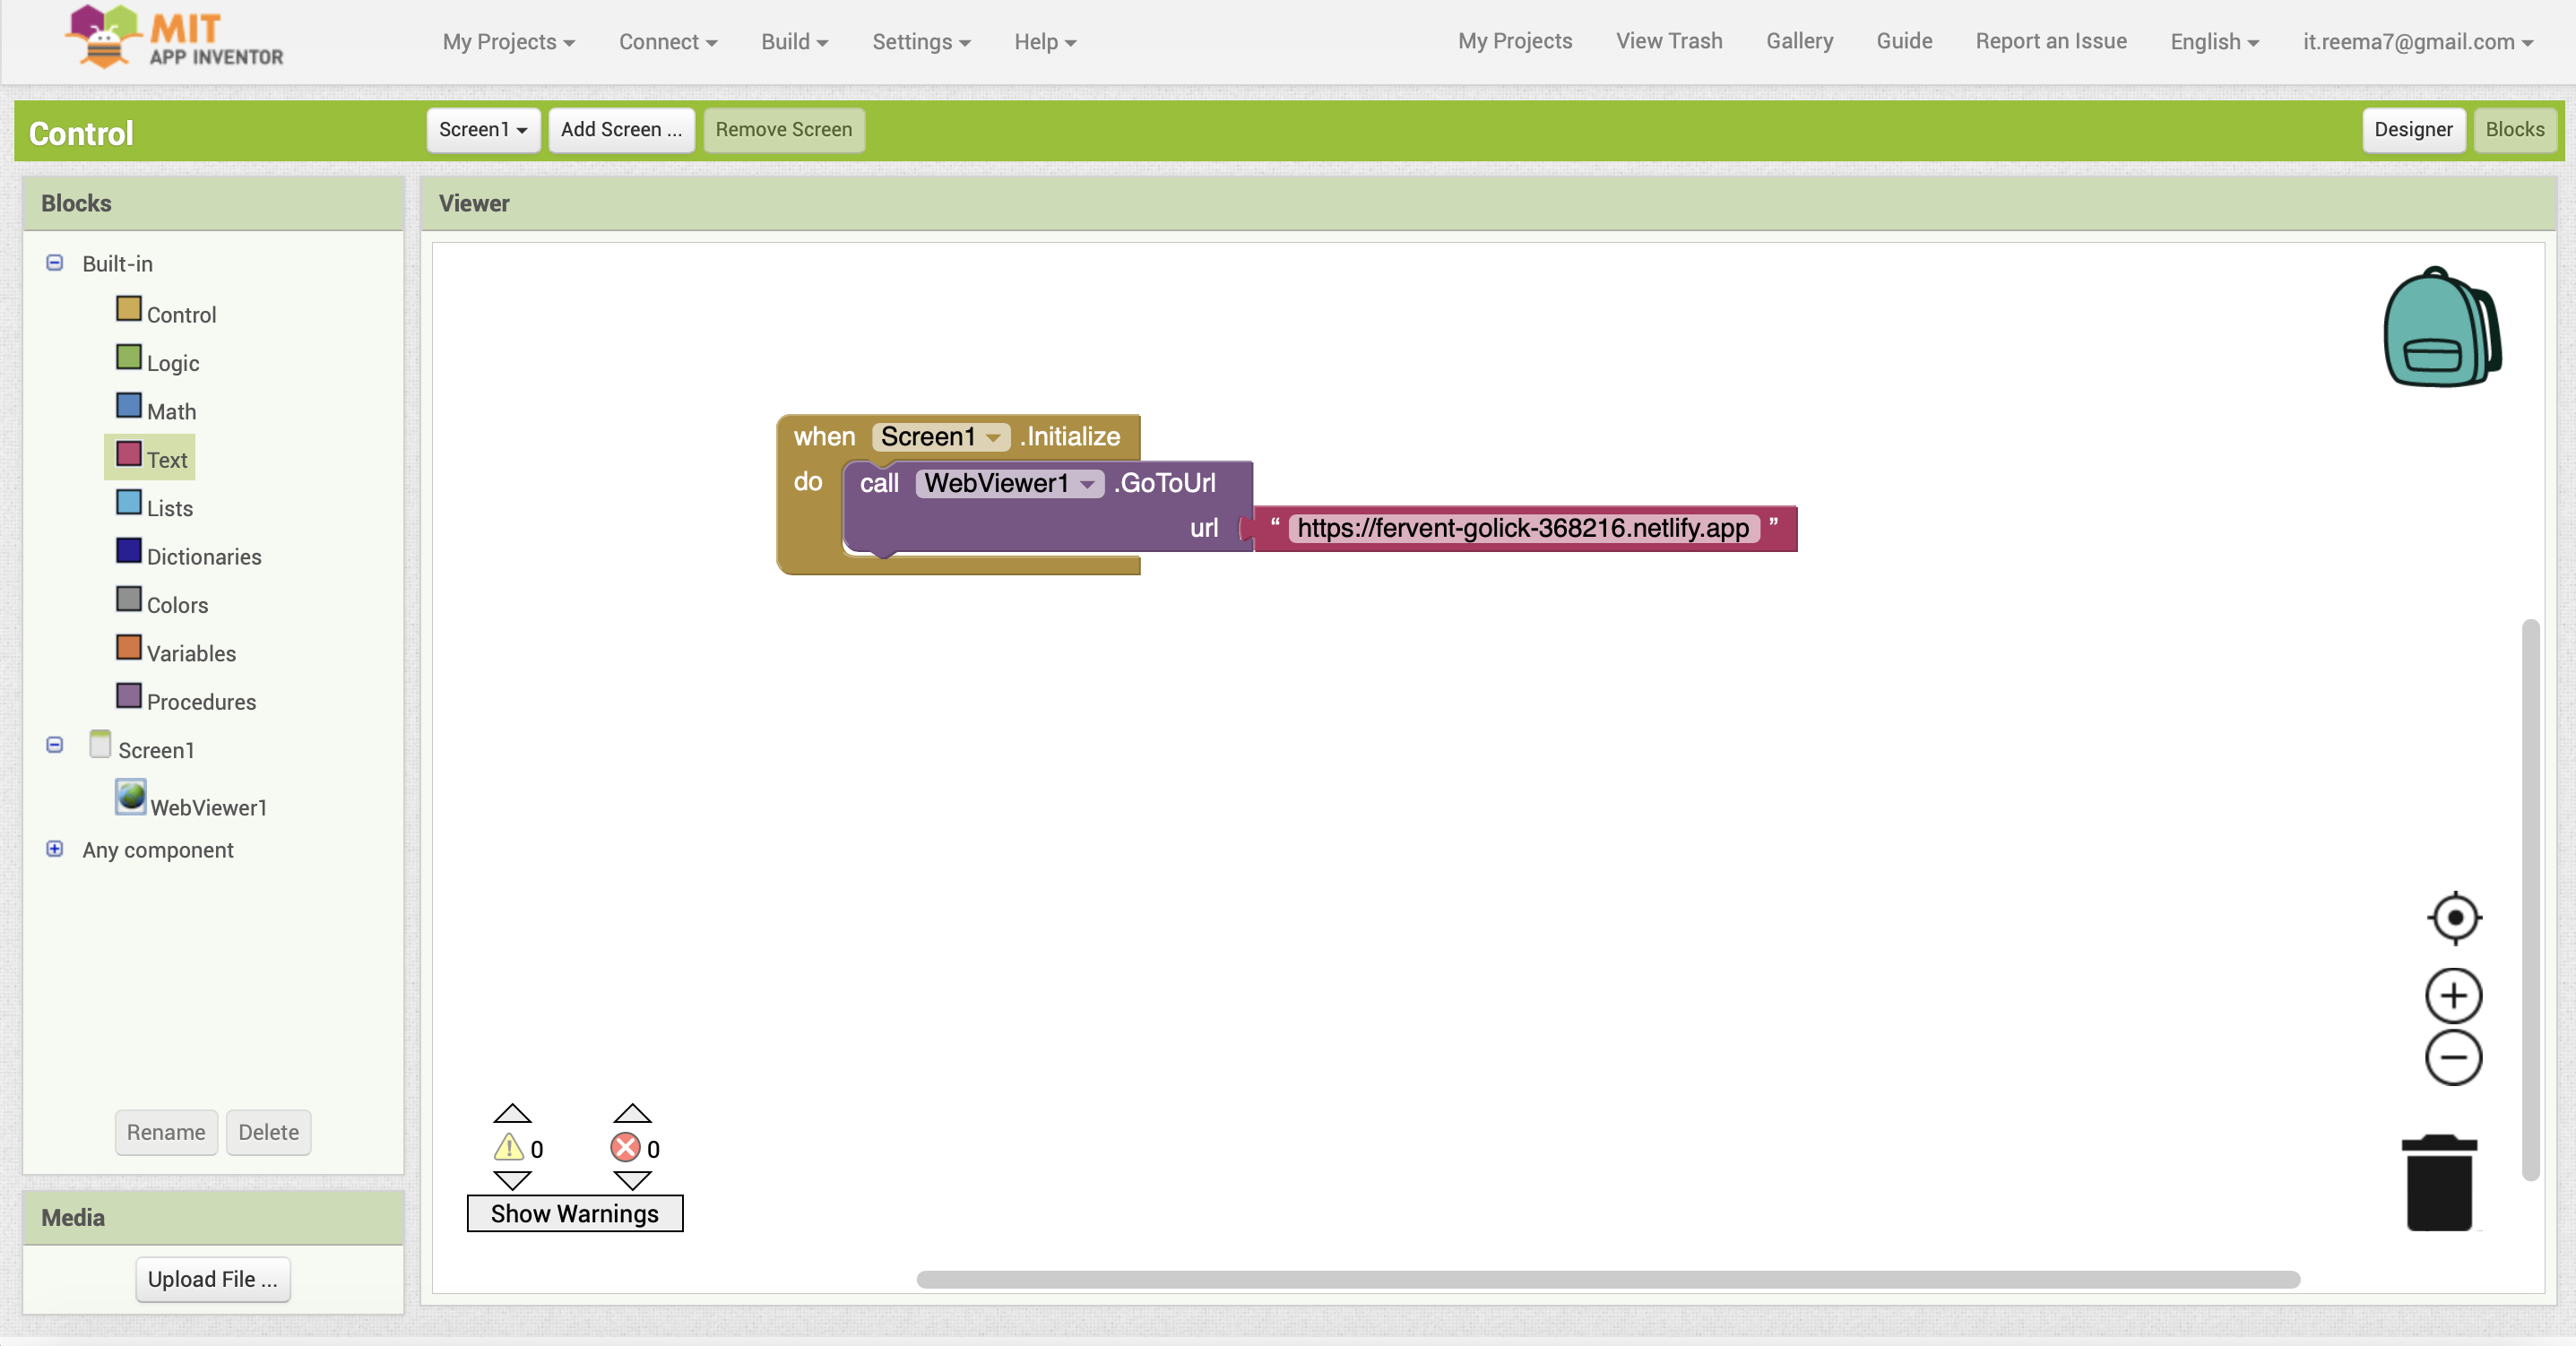 MIT
APP INVENTOR
My Projects Connect Build Settings Help My Projects View Trash Gallery Guide Report an Issue English it.reema7@gmail.com
Control Screen1 Add Screen ... Remove Screen Designer Blocks
Blocks
Built-in
Control
Logic
Math
Text
Lists
Dictionaries
Colors
Variables
Procedures
Screen1
WebViewer1
Any component
Rename Delete
Media
Upload File ...
Viewer
when Screen1 .Initialize
do call WebViewer1 .GoToUrl
url “ https://fervent-golick-368216.netlify.app ”
0 0
Show Warnings